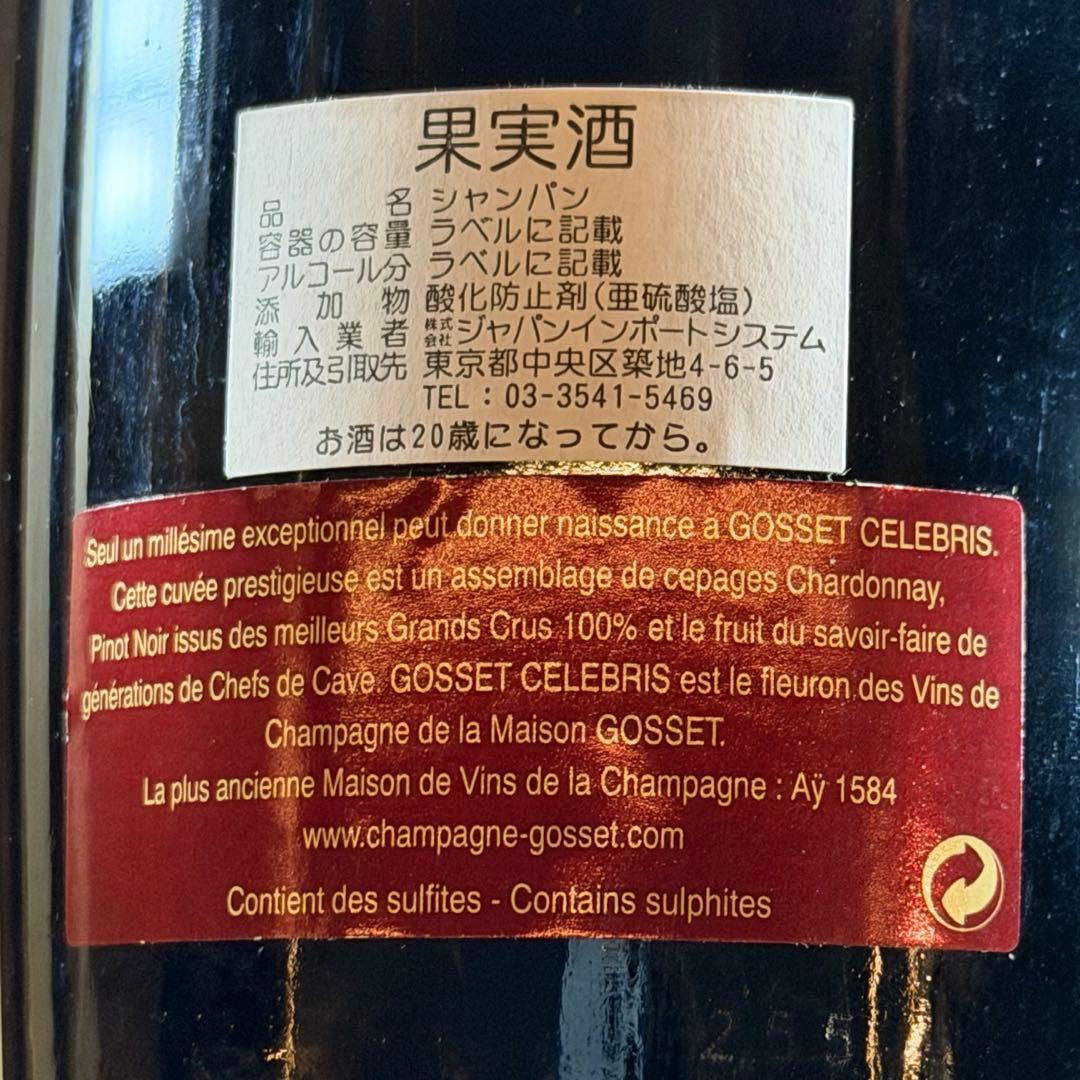 果実酒
品名 シャンパン
容器の容量 ラベルに記載
アルコール分 ラベルに記載
添加物 酸化防止剤(亜硫酸塩)
輸入業者 株式会社ジャパンインポートシステム
住所及引取先 東京都中央区築地4-6-5
TEL : 03-3541-5469
お酒は20歳になってから。
Seul un millésime exceptionnel peut donner naissance a GOSSET CELEBRIS.
Cette cuvée prestigieuse est un assemblage de cepages Chardonnay,
Pinot Noir issus des meilleurs Grands Crus 100% et le fruit du savoir-faire de
générations de Chefs de Cave. GOSSET CELEBRIS est le fleuron des Vins de
Champagne de la Maison GOSSET.
La plus ancienne Maison de Vins de la Champagne : Aÿ 1584
www.champagne-gosset.com
Contient des sulfites - Contains sulphites